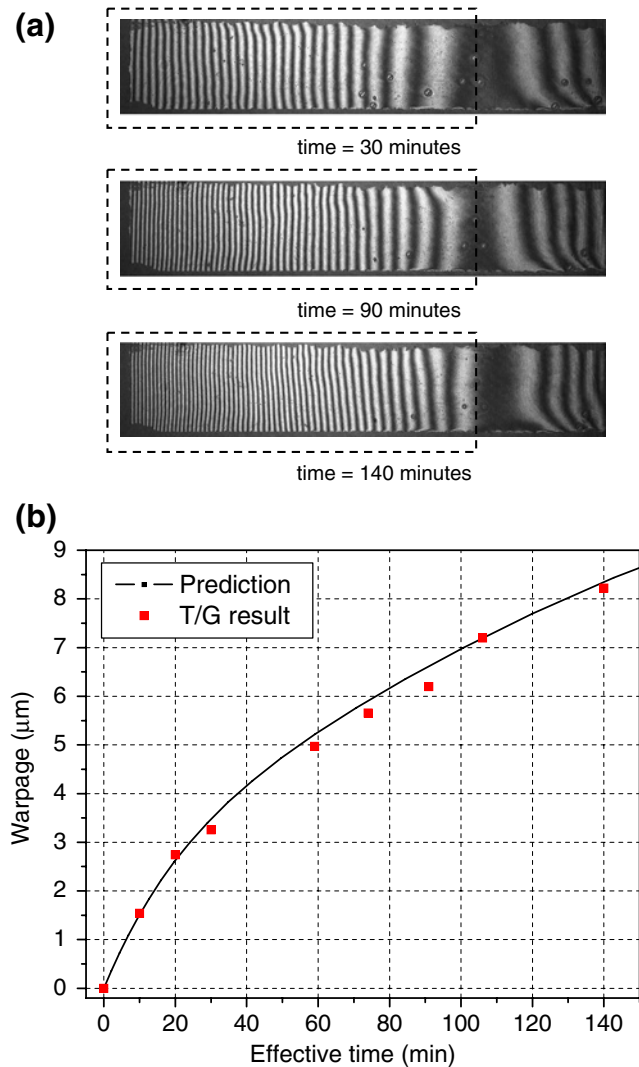 (a)
time = 30 minutes
time = 90 minutes
time = 140 minutes
(b)
9
8
7
6
5
4
3
2
1
0
Warpage (μm)
Prediction
T/G result
0 20 40 60 80 100 120 140
Effective time (min)